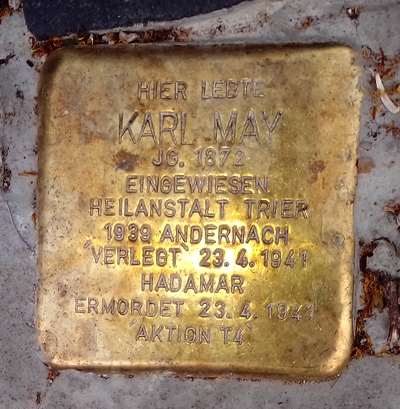 HIER LEBTE
KARL MAY
JG. 1872
EINGEWIESEN
HEILANSTALT TRIER
1939 ANDERNACH
'VERLEGT' 23.4.1941
HADAMAR
ERMORDET 23.4.1941
'AKTION T4'